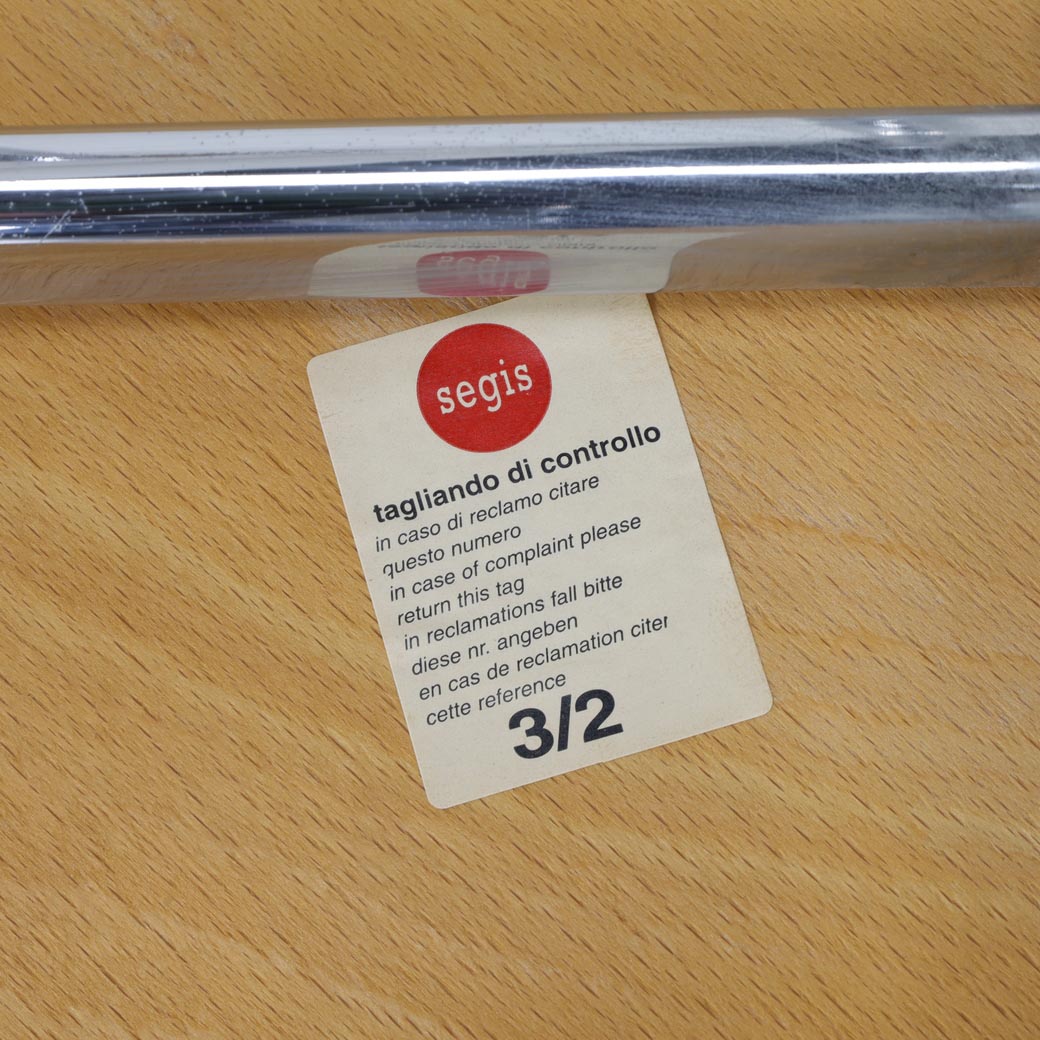 segis
tagliando di controllo
in caso di reclamo citare
questo numero
in case of complaint please
return this tag
in reclamations fall bitte
diese nr. angeben
en cas de reclamation citer
cette reference
3/2